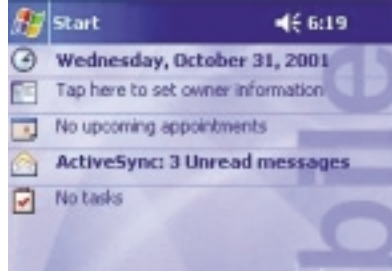 Start 6:19
Wednesday, October 31, 2001
Tap here to set owner information
No upcoming appointments
ActiveSync: 3 Unread messages
No tasks
bile